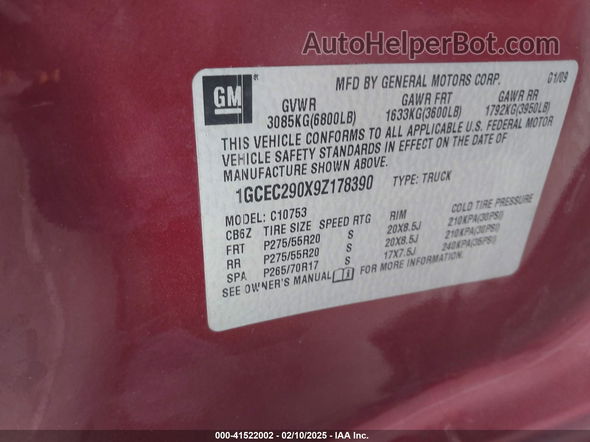 AutoHelperBot.com
MFD BY GENERAL MOTORS CORP. 01/09
GM ®
GVWR GAWR FRT GAWR RR
3085KG(6800LB) 1633KG(3600LB) 1792KG(3950LB)
THIS VEHICLE CONFORMS TO ALL APPLICABLE U.S. FEDERAL MOTOR
VEHICLE SAFETY STANDARDS IN EFFECT ON THE DATE OF
MANUFACTURE SHOWN ABOVE.
1GCEC290X9Z178390 TYPE: TRUCK
MODEL: C10753
CB6Z TIRE SIZE SPEED RTG RIM COLD TIRE PRESSURE
FRT P275/55R20 S 20X8.5J 210KPA(30PSI)
RR P275/55R20 S 20X8.5J 210KPA(30PSI)
SPA P265/70R17 S 17X7.5J 240KPA(35PSI)
SEE OWNER'S MANUAL FOR MORE INFORMATION.
000-41522002 - 02/10/2025 - IAA Inc.